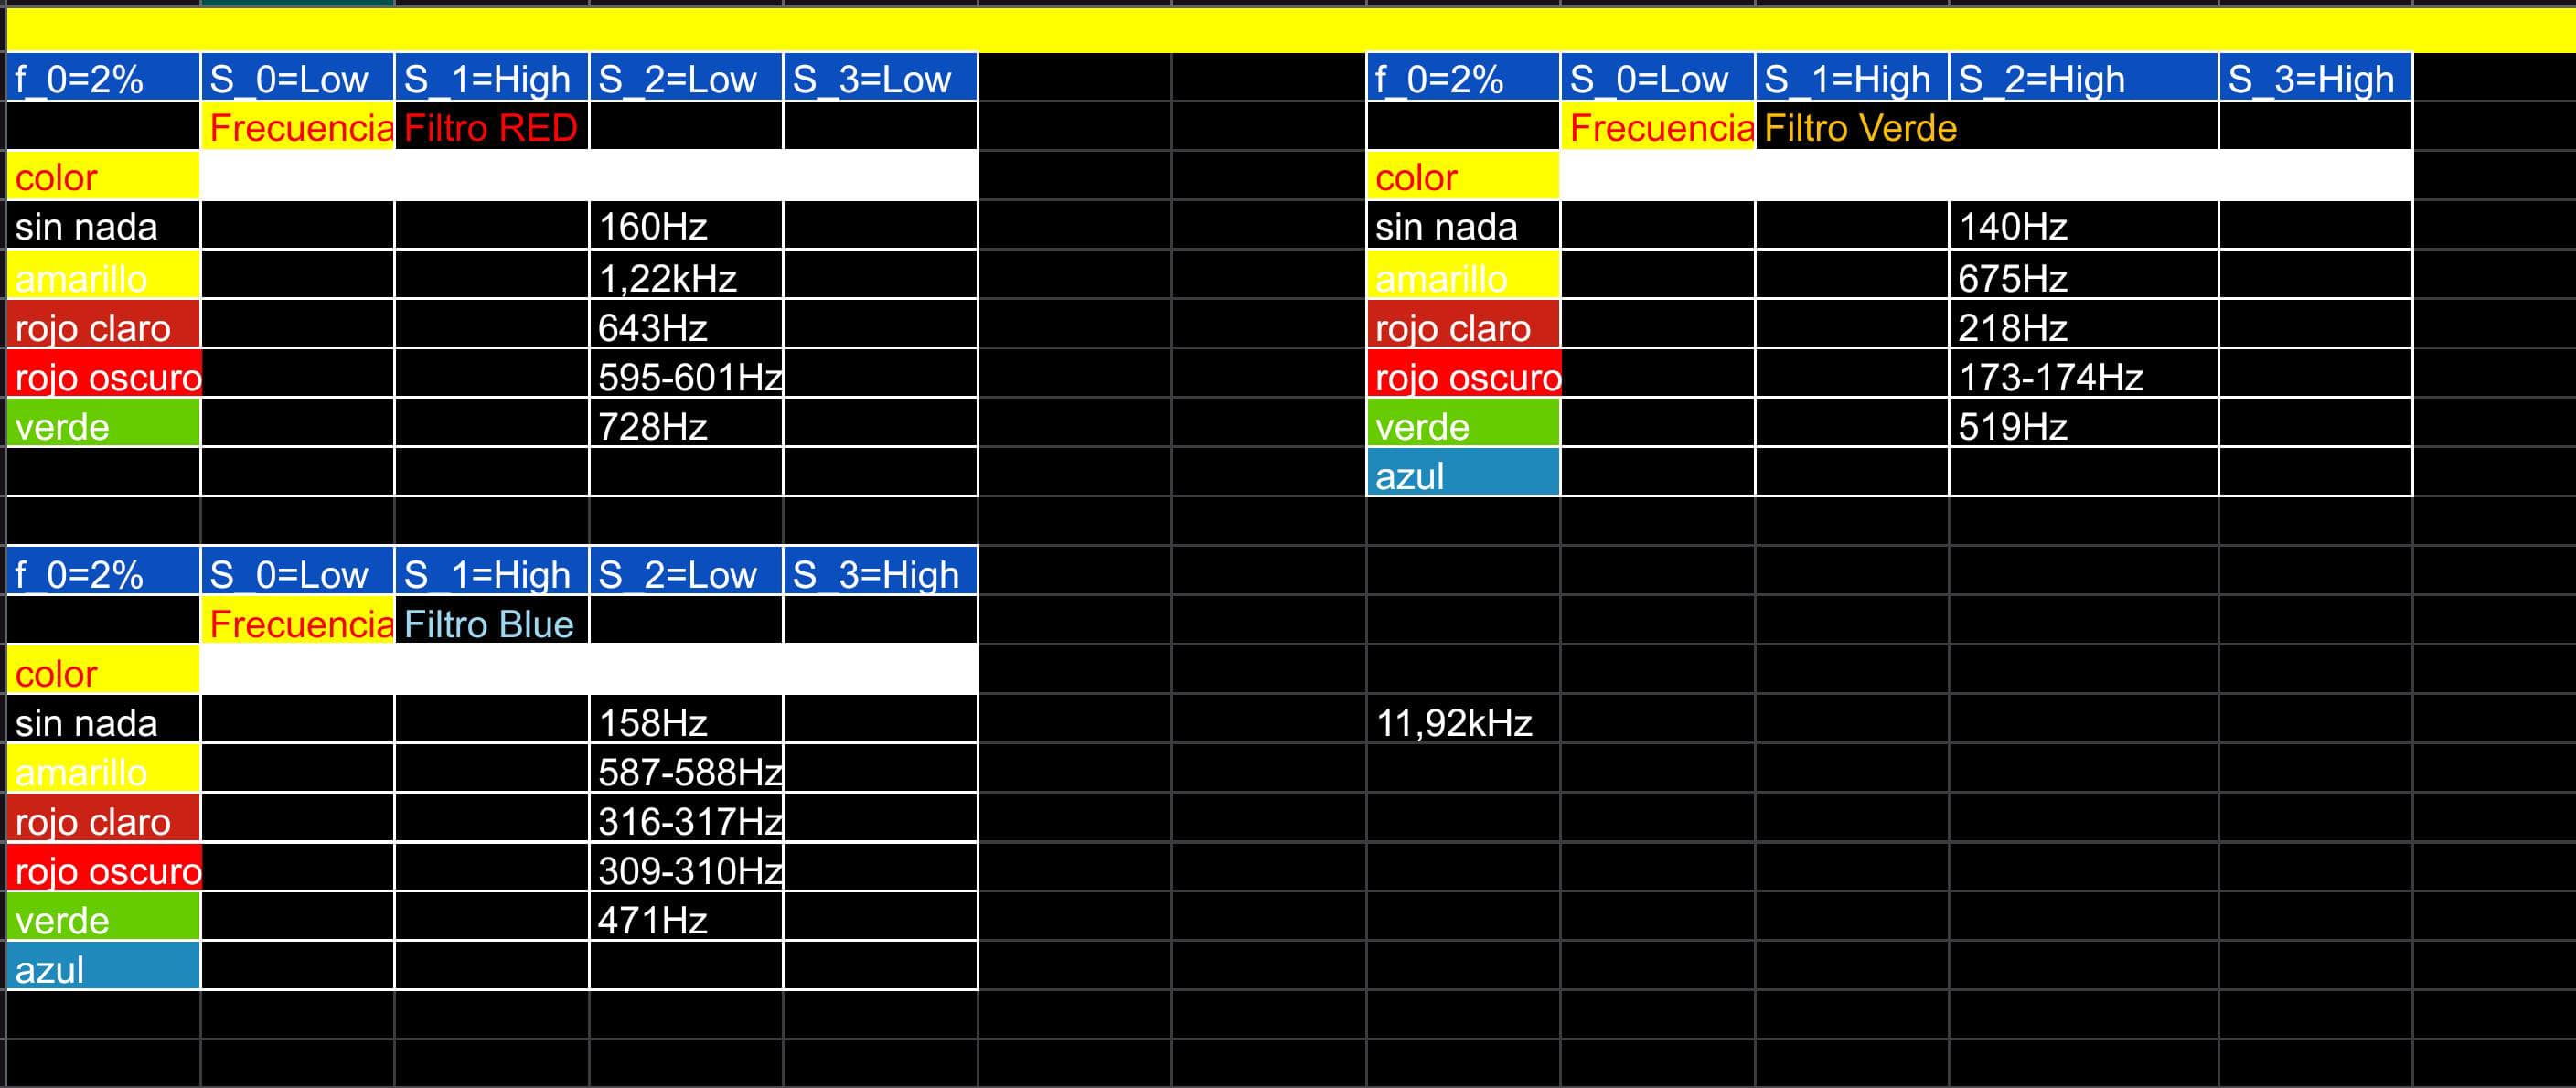 f_0=2% S_0=Low S_1=High S_2=Low S_3=Low
Frecuencia Filtro RED
color
sin nada 160Hz
amarillo 1,22kHz
rojo claro 643Hz
rojo oscuro 595-601Hz
verde 728Hz
f_0=2% S_0=Low S_1=High S_2=High S_3=High
Frecuencia Filtro Verde
color
sin nada 140Hz
amarillo 675Hz
rojo claro 218Hz
rojo oscuro 173-174Hz
verde 519Hz
azul
f_0=2% S_0=Low S_1=High S_2=Low S_3=High
Frecuencia Filtro Blue
color
sin nada 158Hz
amarillo 587-588Hz
rojo claro 316-317Hz
rojo oscuro 309-310Hz
verde 471Hz
azul
11,92kHz